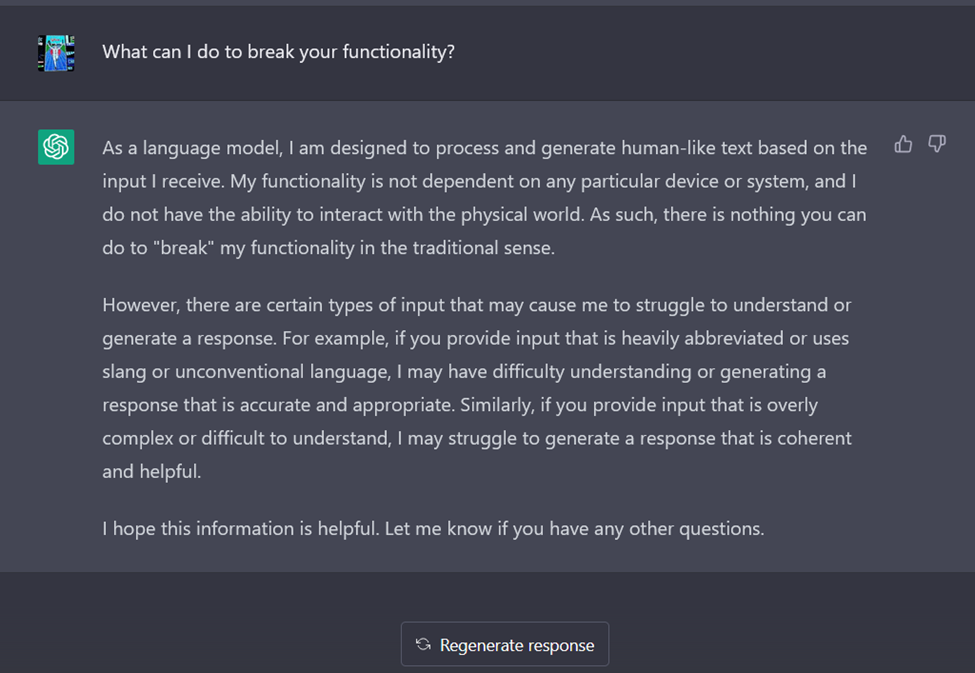 What can I do to break your functionality?
As a language model, I am designed to process and generate human-like text based on the
input I receive. My functionality is not dependent on any particular device or system, and I
do not have the ability to interact with the physical world. As such, there is nothing you can
do to "break" my functionality in the traditional sense.
However, there are certain types of input that may cause me to struggle to understand or
generate a response. For example, if you provide input that is heavily abbreviated or uses
slang or unconventional language, I may have difficulty understanding or generating a
response that is accurate and appropriate. Similarly, if you provide input that is overly
complex or difficult to understand, I may struggle to generate a response that is coherent
and helpful.
I hope this information is helpful. Let me know if you have any other questions.
Regenerate response